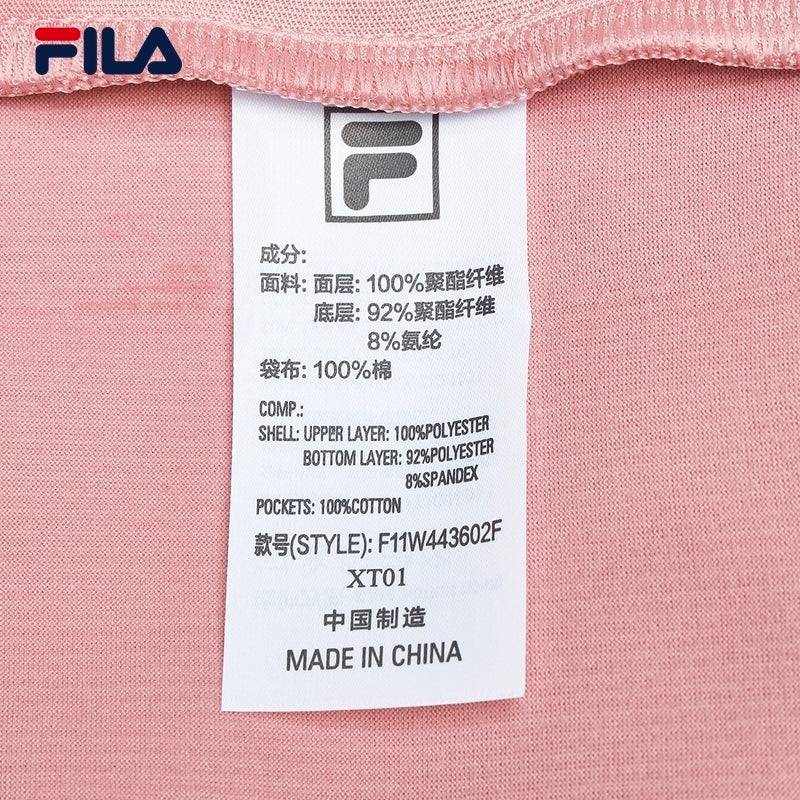 FILA
F
成分:
面料: 面层: 100%聚酯纤维
底层: 92%聚酯纤维
8%氨纶
袋布: 100%棉
COMP.:
SHELL: UPPER LAYER: 100%POLYESTER
BOTTOM LAYER: 92%POLYESTER
8%SPANDEX
POCKETS: 100%COTTON
款号(STYLE): F11W443602F
XT01
中国制造
MADE IN CHINA